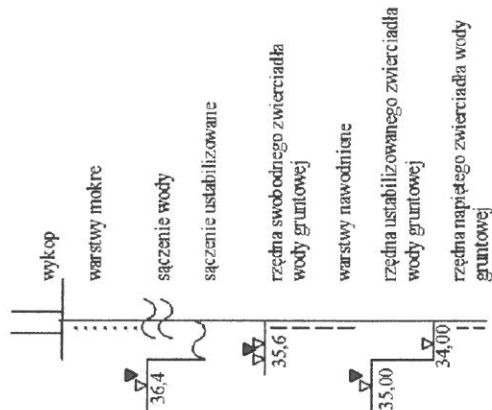 wykop
warstwy mokre
sączenie wody
sączenie ustabilizowane
rzędna swobodnego zwierciadła
wody gruntowej
warstwy nawodnione
rzędna ustabilizowanego zwierciadła
wody gruntowej
rzędna napiętego zwierciadła wody
gruntowej
36,4
35,6
35,00
34,00